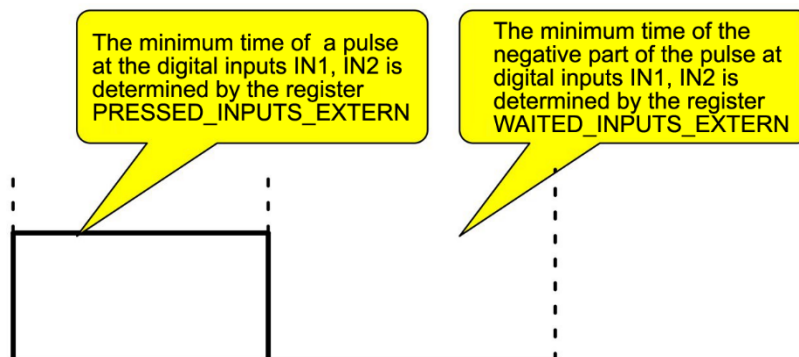 The minimum time of  a pulse
at the digital inputs IN1, IN2 is
determined by the register
PRESSED_INPUTS_EXTERN
The minimum time of the
negative part of the pulse at
digital inputs IN1, IN2 is
determined by the register
WAITED_INPUTS_EXTERN